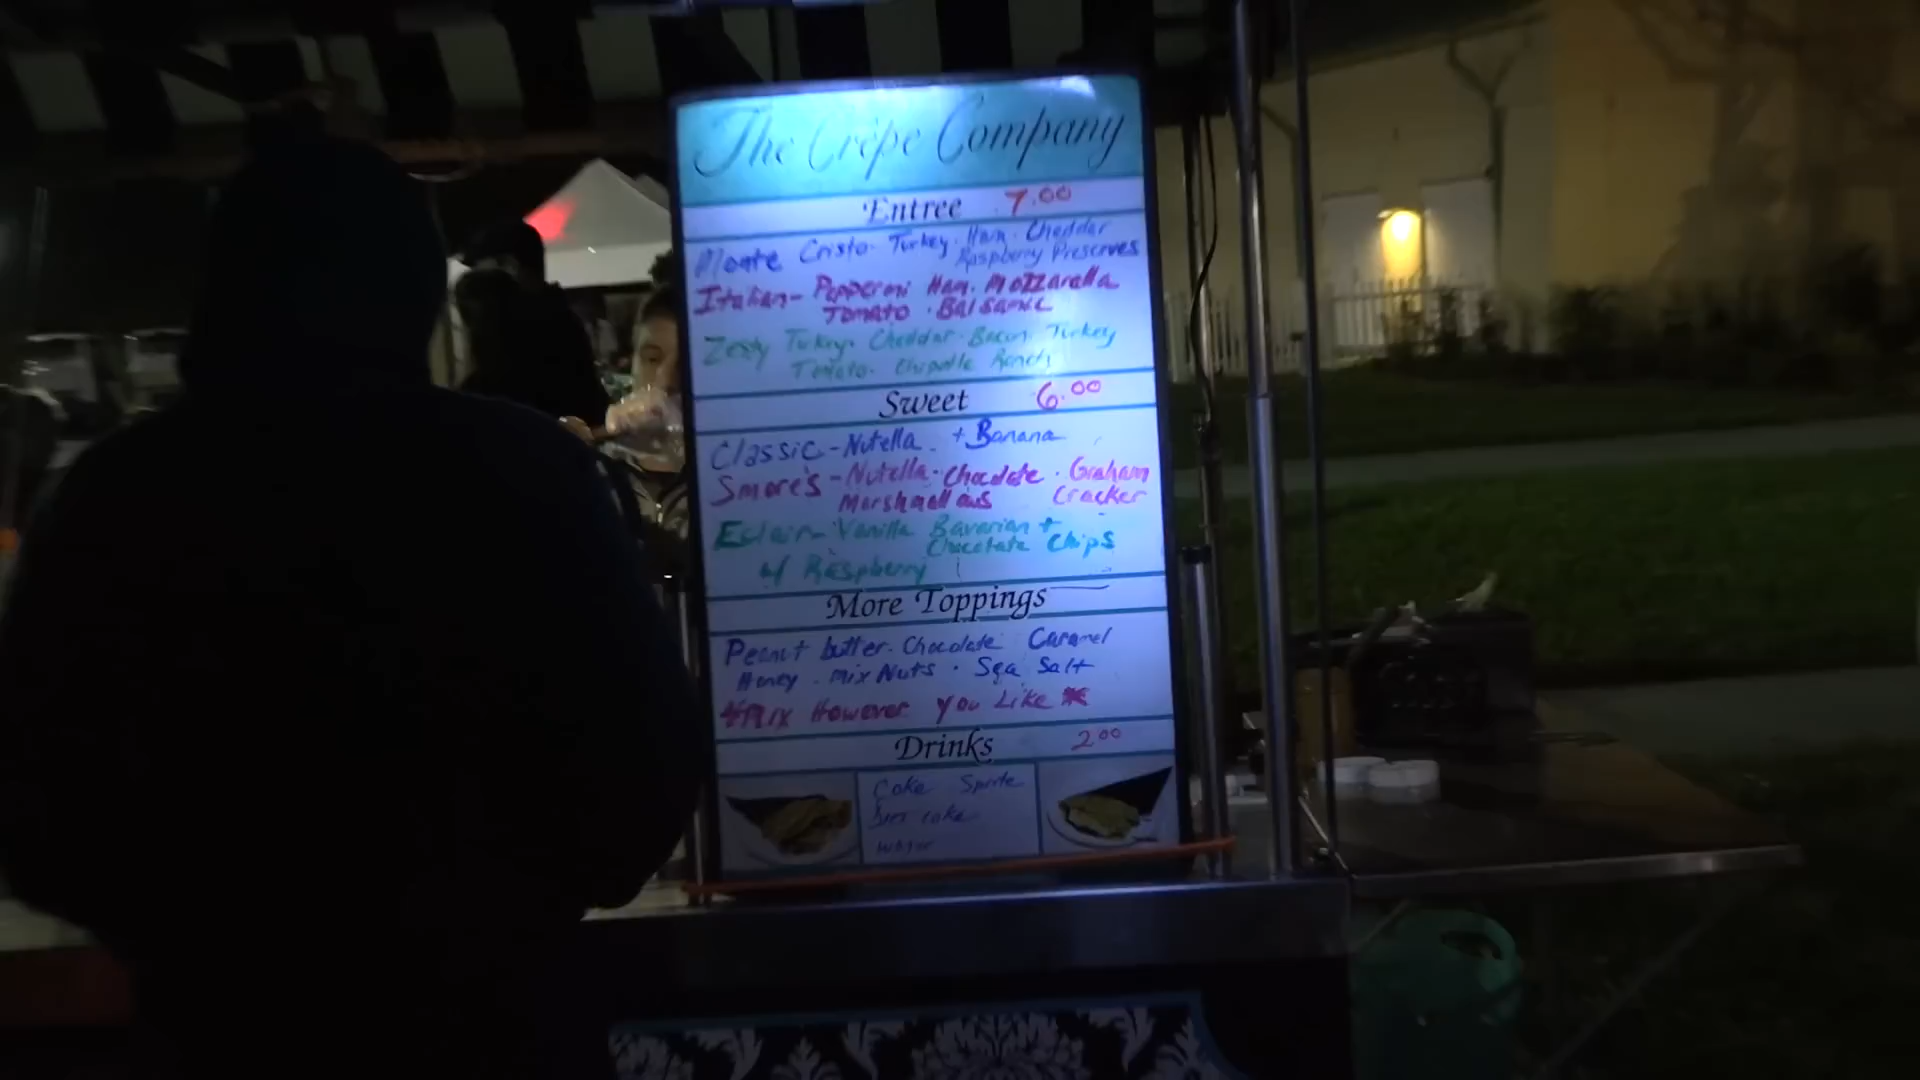 The Crêpe Company
Entree 7.00
Monte Cristo. Turkey. Ham. Cheddar
Raspberry Preserves
Italian- Pepperoni Ham. Mozzarella
Tomato. Balsamic
Zesty Turkey. Cheddar. Bacon. Turkey
Tomato. Chipotle Ranch
Sweet 6.00
Classic-Nutella. + Banana
Smore's-Nutella. Chocolate. Graham
Marshmallows Cracker
Eclair-Vanilla Bavarian +
Chocolate Chips
w/ Raspberry
More Toppings
Peanut butter. Chocolate Caramel
Honey. mix Nuts. Sea Salt
Mix However you Like
Drinks 2.00
Coke Sprite
coke
water